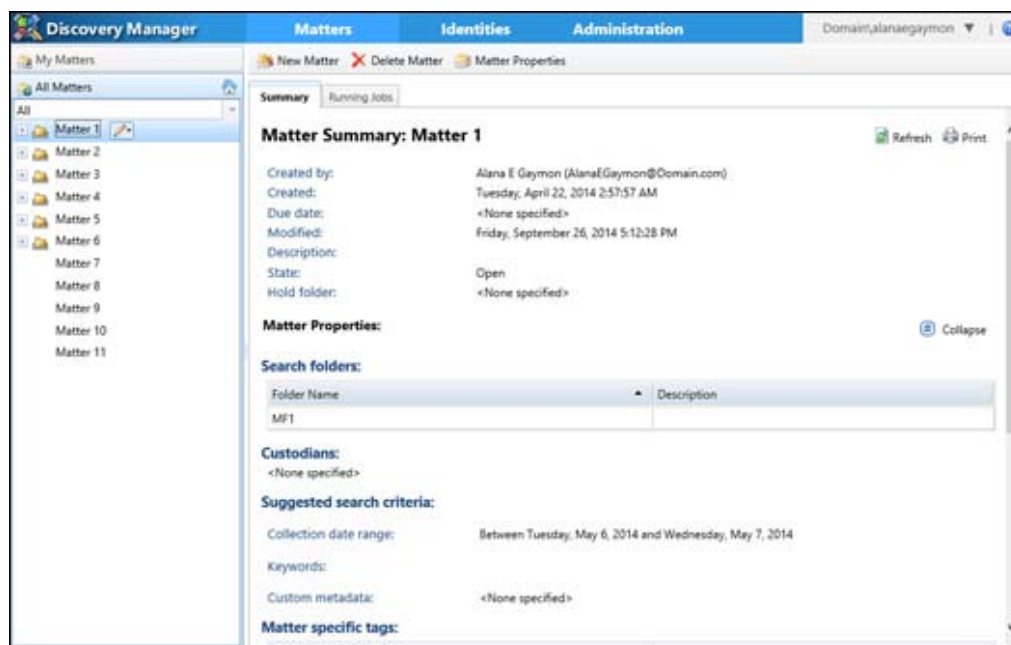 Discovery Manager
Matters Identities Administration
Domain\alanaegaymon
My Matters
New Matter Delete Matter Matter Properties
All Matters
All
Summary Running Jobs
Matter 1
Matter 2
Matter 3
Matter 4
Matter 5
Matter 6
Matter 7
Matter 8
Matter 9
Matter 10
Matter 11
Matter Summary: Matter 1
Refresh Print
Created by: Alana E Gaymon (AlanaEGaymon@Domain.com)
Created: Tuesday, April 22, 2014 2:57:57 AM
Due date: <None specified>
Modified: Friday, September 26, 2014 5:12:28 PM
Description:
State: Open
Hold folder: <None specified>
Matter Properties:
Collapse
Search folders:
Folder Name Description
MF1
Custodians:
<None specified>
Suggested search criteria:
Collection date range: Between Tuesday, May 6, 2014 and Wednesday, May 7, 2014
Keywords:
Custom metadata: <None specified>
Matter specific tags: